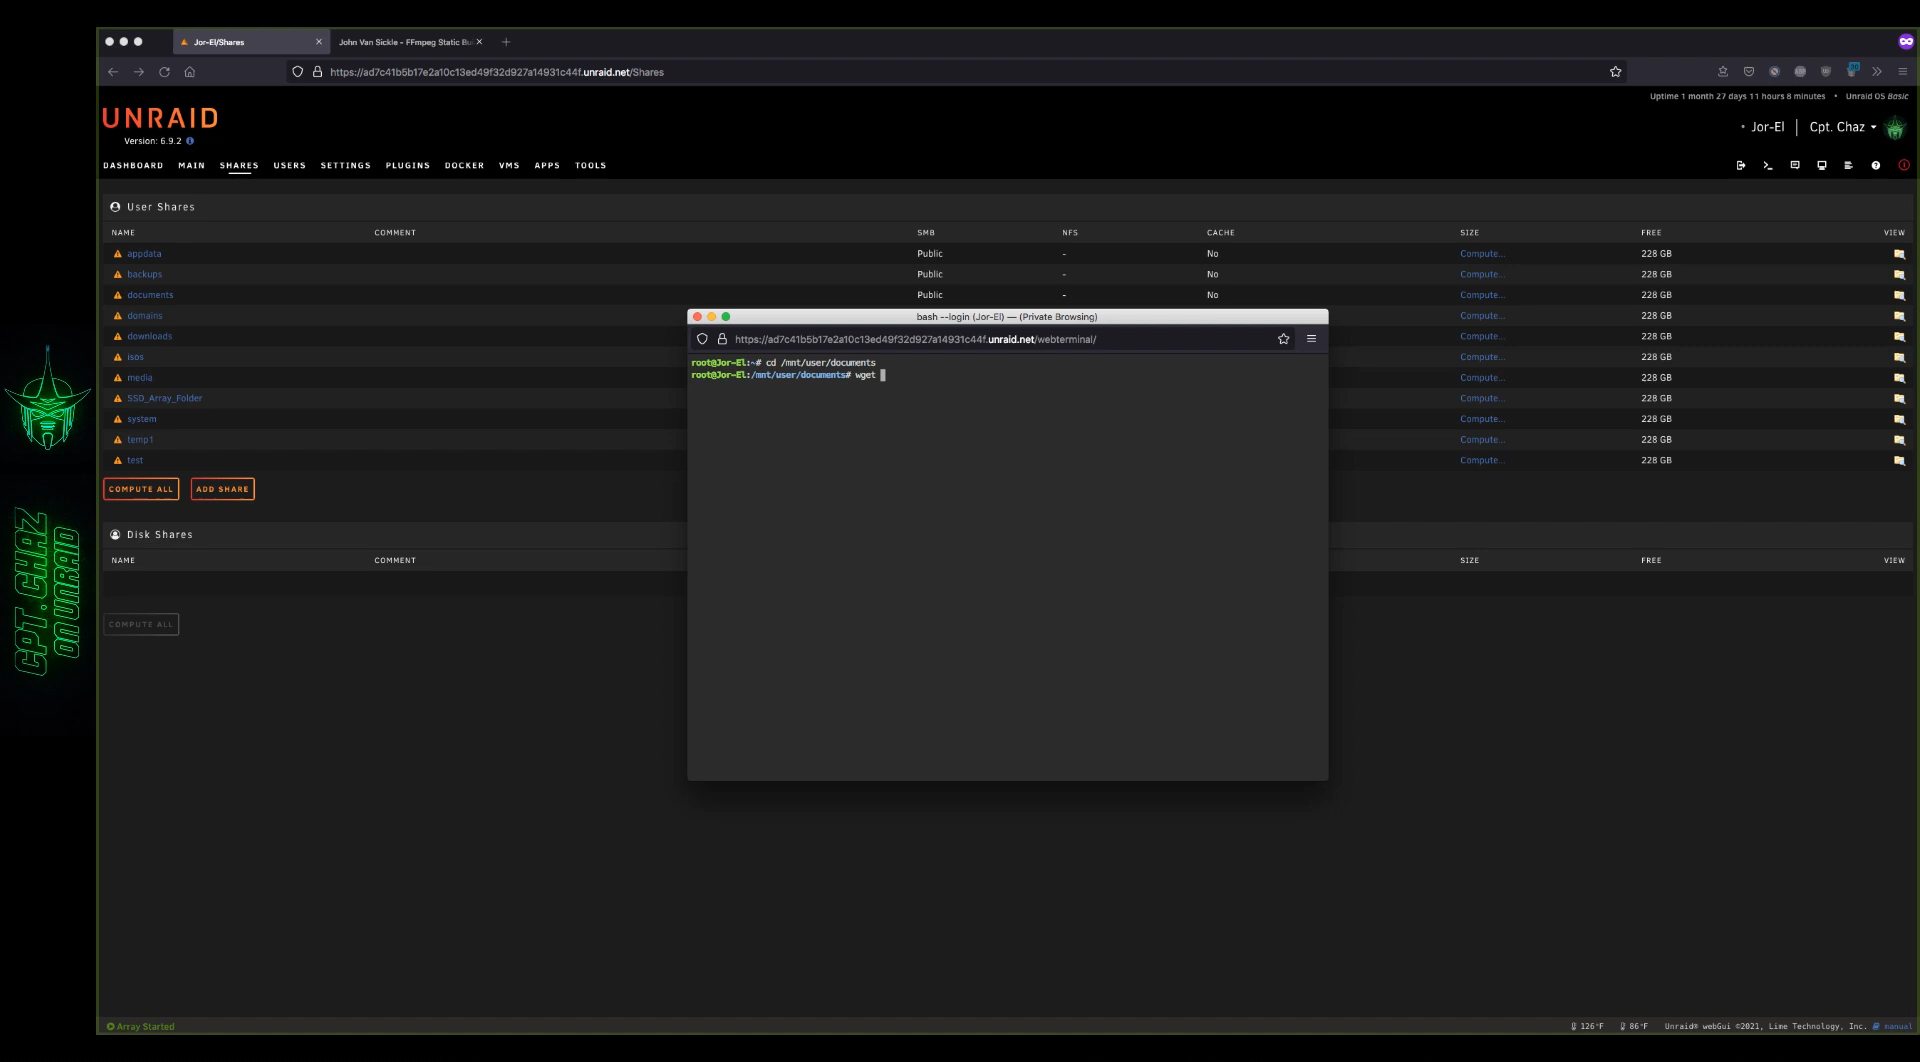 Jor-El/Shares
John Van Sickle - FFmpeg Static Bu
https://ad7c41b5b17e2a10c13ed49f32d927a14931c44f.unraid.net/Shares
Uptime 1 month 27 days 11 hours 8 minutes • Unraid OS Basic
UNRAID
Version: 6.9.2
• Jor-El | Cpt. Chaz
DASHBOARD MAIN SHARES USERS SETTINGS PLUGINS DOCKER VMS APPS TOOLS
User Shares
NAME COMMENT SMB NFS CACHE SIZE FREE VIEW
appdata Public - No Compute... 228 GB
backups Public - No Compute... 228 GB
documents Public - No Compute... 228 GB
domains Compute... 228 GB
downloads Compute... 228 GB
isos Compute... 228 GB
media Compute... 228 GB
SSD_Array_Folder Compute... 228 GB
system Compute... 228 GB
temp1 Compute... 228 GB
test Compute... 228 GB
COMPUTE ALL ADD SHARE
Disk Shares
NAME COMMENT SIZE FREE VIEW
COMPUTE ALL
bash --login (Jor-El) — (Private Browsing)
https://ad7c41b5b17e2a10c13ed49f32d927a14931c44f.unraid.net/webterminal/
root@Jor-El:~# cd /mnt/user/documents
root@Jor-El:/mnt/user/documents# wget
CPT.CHAZ
ON UNRAID
Array Started
126°F 86°F Unraid® webGui ©2021, Lime Technology, Inc. manual